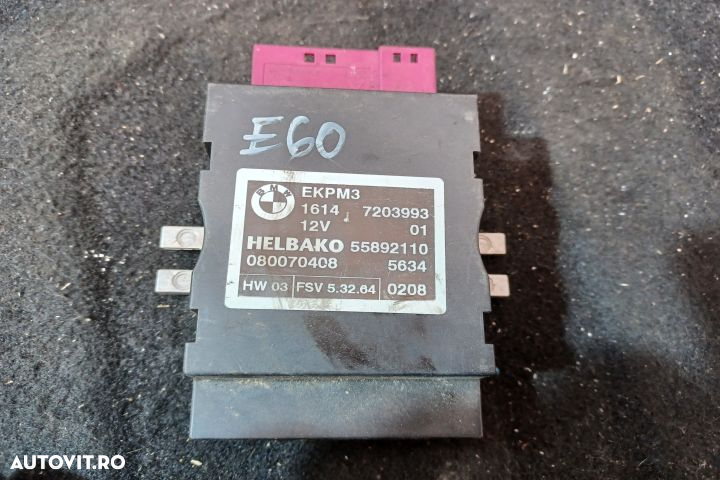 E60
BMW
EKPM3
1614 7203993
12V 01
HELBAKO 55892110
080070408 5634
HW 03 FSV 5.32.64 0208
AUTOVIT.RO